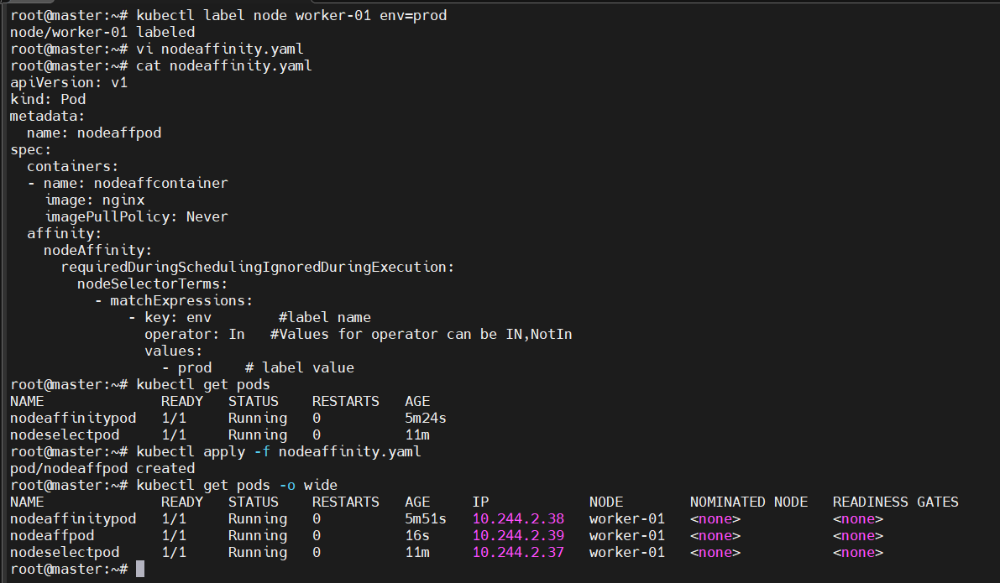 root@master:~# kubectl label node worker-01 env=prod
node/worker-01 labeled
root@master:~# vi nodeaffinity.yaml
root@master:~# cat nodeaffinity.yaml
apiVersion: v1
kind: Pod
metadata:
  name: nodeaffpod
spec:
  containers:
  - name: nodeaffcontainer
    image: nginx
    imagePullPolicy: Never
  affinity:
    nodeAffinity:
      requiredDuringSchedulingIgnoredDuringExecution:
        nodeSelectorTerms:
          - matchExpressions:
              - key: env        #label name
                operator: In   #Values for operator can be IN,NotIn
                values:
                  - prod    # label value
root@master:~# kubectl get pods
NAME              READY   STATUS    RESTARTS   AGE
nodeaffinitypod   1/1     Running   0          5m24s
nodeselectpod     1/1     Running   0          11m
root@master:~# kubectl apply -f nodeaffinity.yaml
pod/nodeaffpod created
root@master:~# kubectl get pods -o wide
NAME              READY   STATUS    RESTARTS   AGE     IP            NODE        NOMINATED NODE   READINESS GATES
nodeaffinitypod   1/1     Running   0          5m51s   10.244.2.38   worker-01   <none>           <none>
nodeaffpod        1/1     Running   0          16s     10.244.2.39   worker-01   <none>           <none>
nodeselectpod     1/1     Running   0          11m     10.244.2.37   worker-01   <none>           <none>
root@master:~#